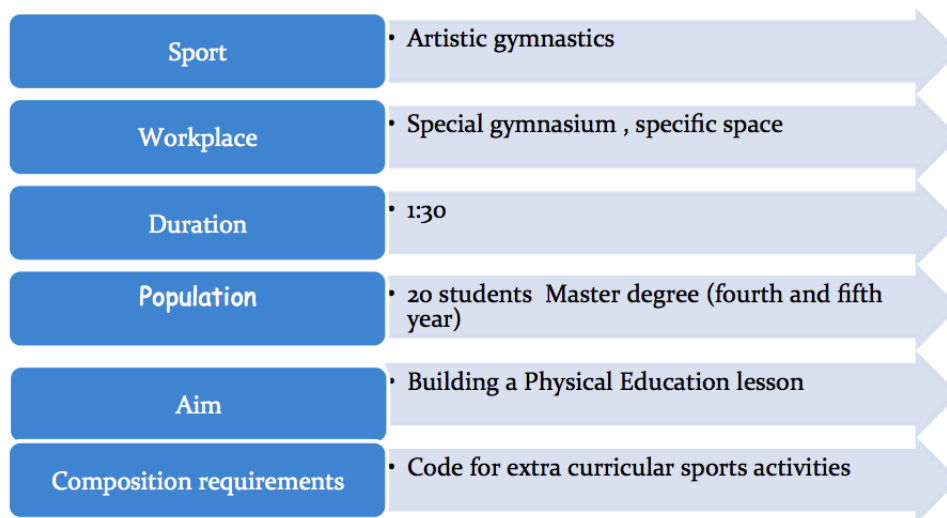 Sport
• Artistic gymnastics
Workplace
• Special gymnasium , specific space
Duration
• 1:30
Population
• 20 students  Master degree (fourth and fifth
year)
Aim
• Building a Physical Education lesson
Composition requirements
• Code for extra curricular sports activities